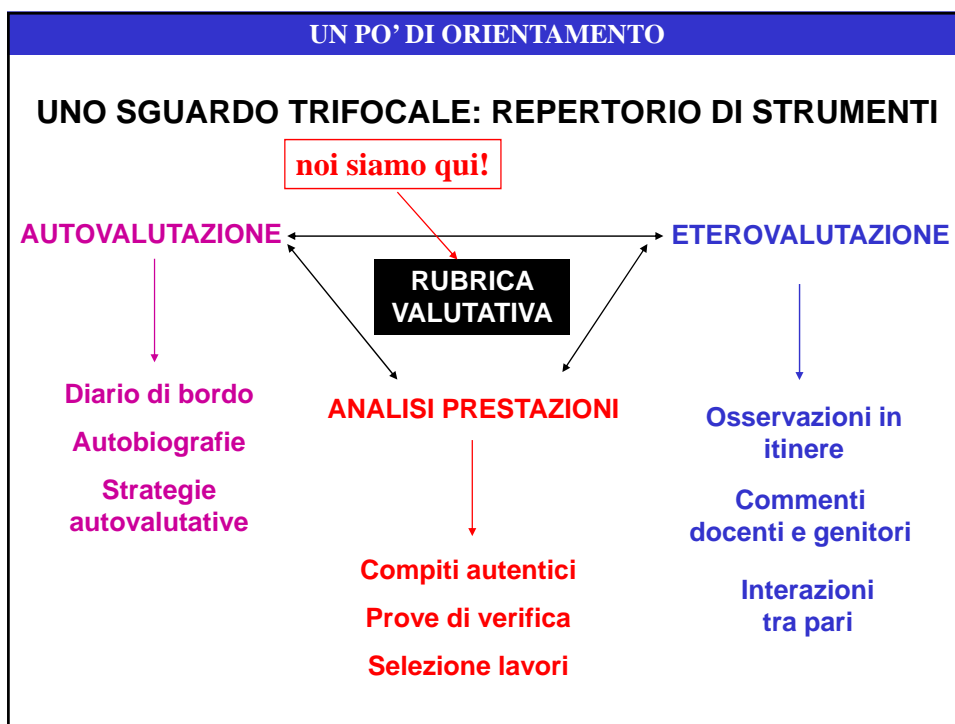 UN PO' DI ORIENTAMENTO
UNO SGUARDO TRIFOCALE: REPERTORIO DI STRUMENTI
noi siamo qui!
AUTOVALUTAZIONE
ETEROVALUTAZIONE
RUBRICA
VALUTATIVA
Diario di bordo
Autobiografie
Strategie
autovalutative
ANALISI PRESTAZIONI
Compiti autentici
Prove di verifica
Selezione lavori
Osservazioni in
itinere
Commenti
docenti e genitori
Interazioni
tra pari